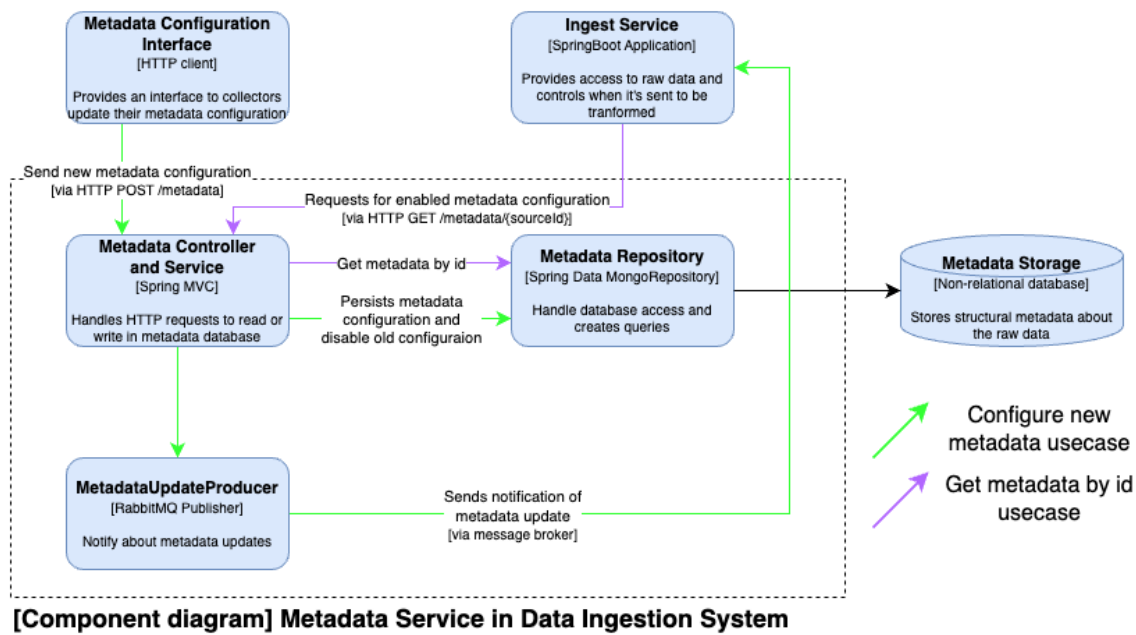 Metadata Configuration
Interface
[HTTP client]
Provides an interface to collectors
update their metadata configuration
Ingest Service
[SpringBoot Application]
Provides access to raw data and
controls when it's sent to be
tranformed
Send new metadata configuration
[via HTTP POST /metadata]
Requests for enabled metadata configuration
[via HTTP GET /metadata/{sourceId}]
Metadata Controller
and Service
[Spring MVC]
Handles HTTP requests to read or
write in metadata database
Get metadata by id
Persists metadata
configuration and
disable old configuraion
Metadata Repository
[Spring Data MongoRepository]
Handle database access and
creates queries
Metadata Storage
[Non-relational database]
Stores structural metadata about
the raw data
MetadataUpdateProducer
[RabbitMQ Publisher]
Notify about metadata updates
Sends notification of
metadata update
[via message broker]
Configure new
metadata usecase
Get metadata by id
usecase
[Component diagram] Metadata Service in Data Ingestion System